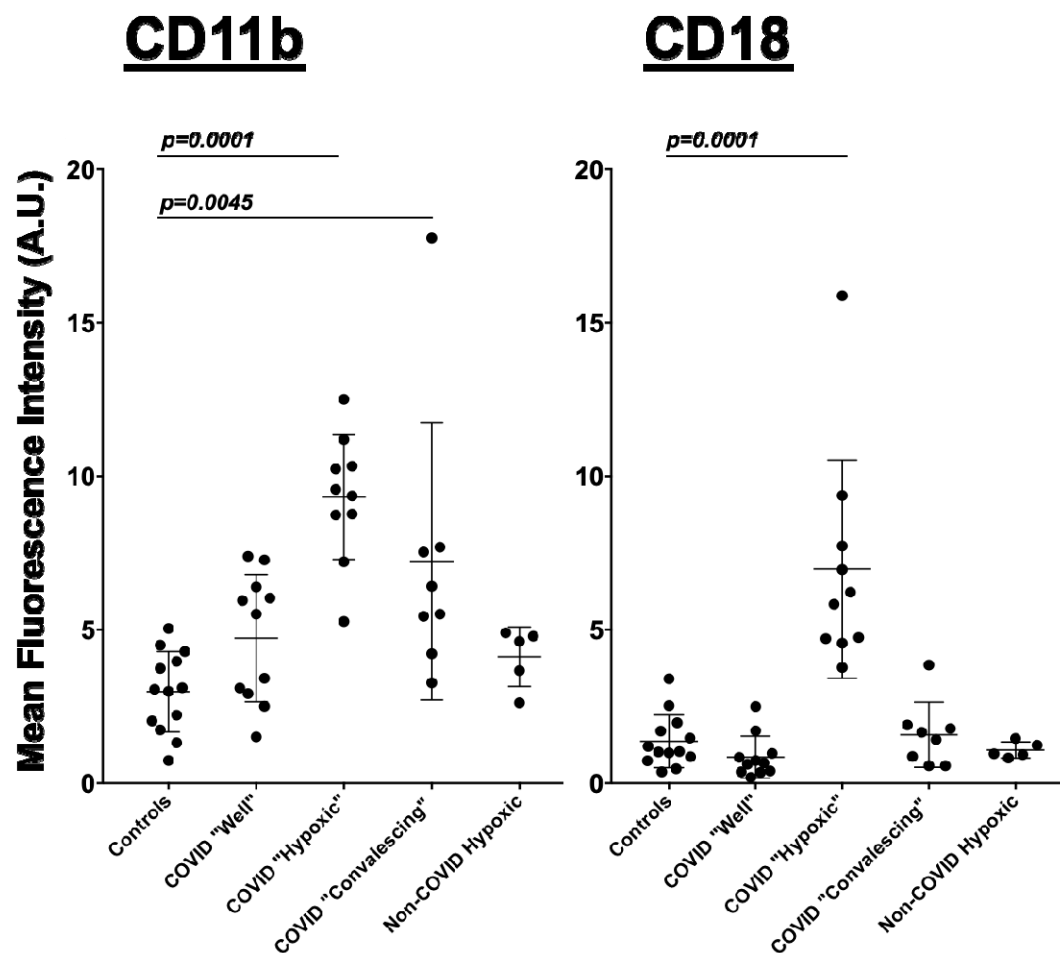 CD11b
CD18
Mean Fluorescence Intensity (A.U.)
p=0.0001
p=0.0045
20
15
10
5
0
Controls
COVID "Well"
COVID "Hypoxic"
COVID "Convalescing"
Non-COVID Hypoxic
p=0.0001
20
15
10
5
0
Controls
COVID "Well"
COVID "Hypoxic"
COVID "Convalescing"
Non-COVID Hypoxic